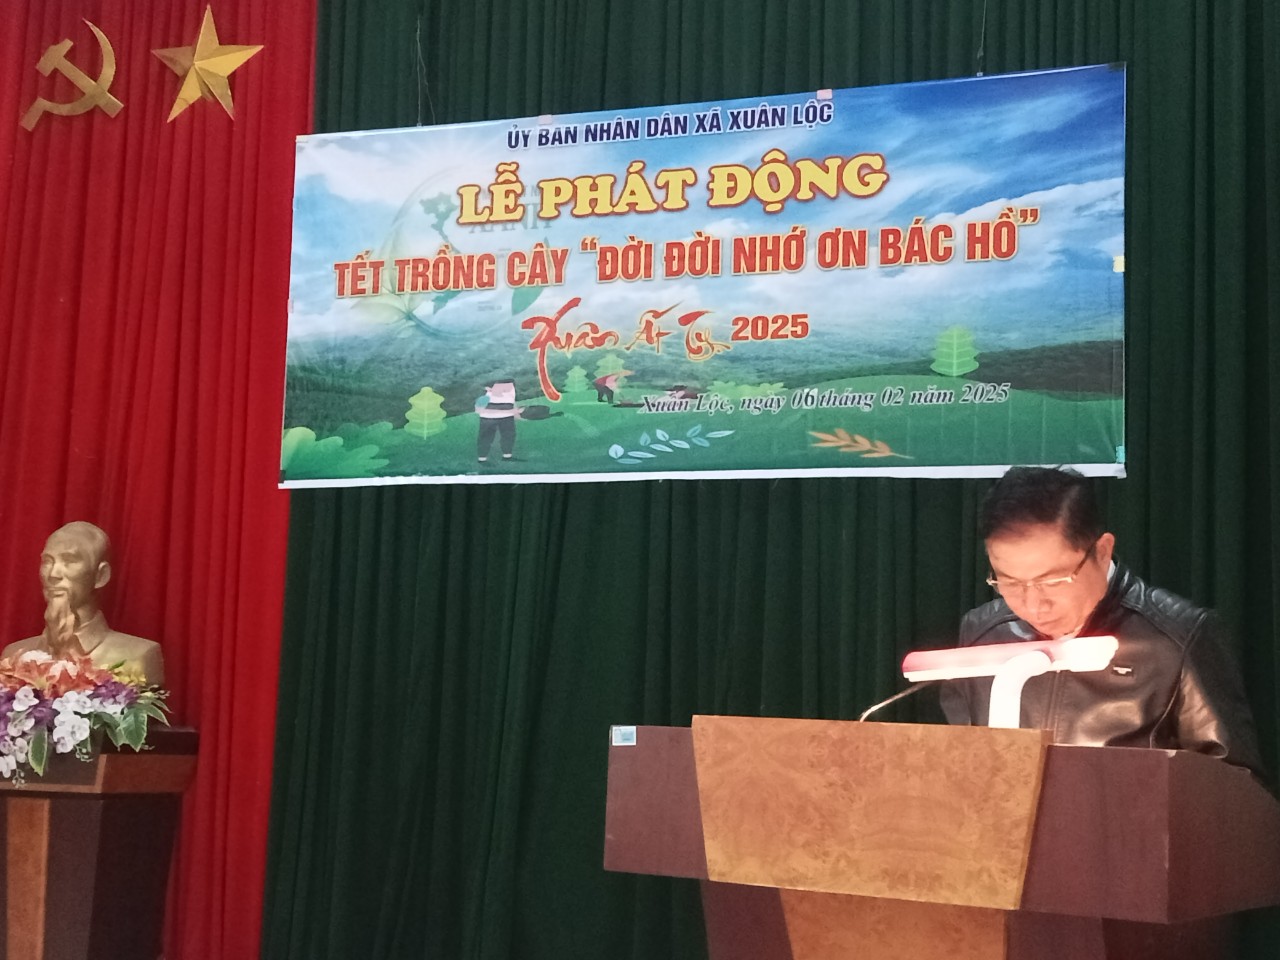 ỦY BAN NHÂN DÂN XÃ XUÂN LỘC
LỄ PHÁT ĐỘNG
XANH
TẾT TRỒNG CÂY “ĐỜI ĐỜI NHỚ ƠN BÁC HỒ”
Xuân Ất Tỵ 2025
Xuân Lộc, ngày 06 tháng 02 năm 2025